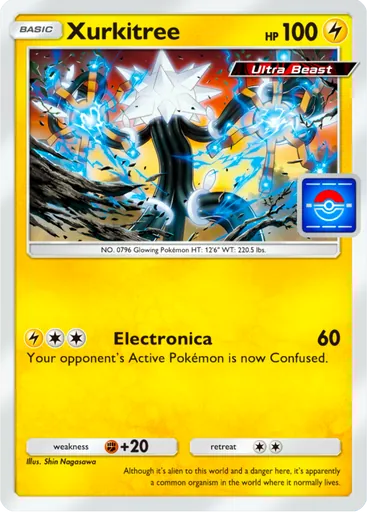 BASIC Xurkitree HP 100
Ultra Beast
NO. 0796 Glowing Pokémon HT: 12'6" WT: 220.5 lbs.
Electronica 60
Your opponent's Active Pokémon is now Confused.
weakness +20 retreat
Illus. Shin Nagasawa
Although it's alien to this world and a danger here, it's apparently
a common organism in the world where it normally lives.